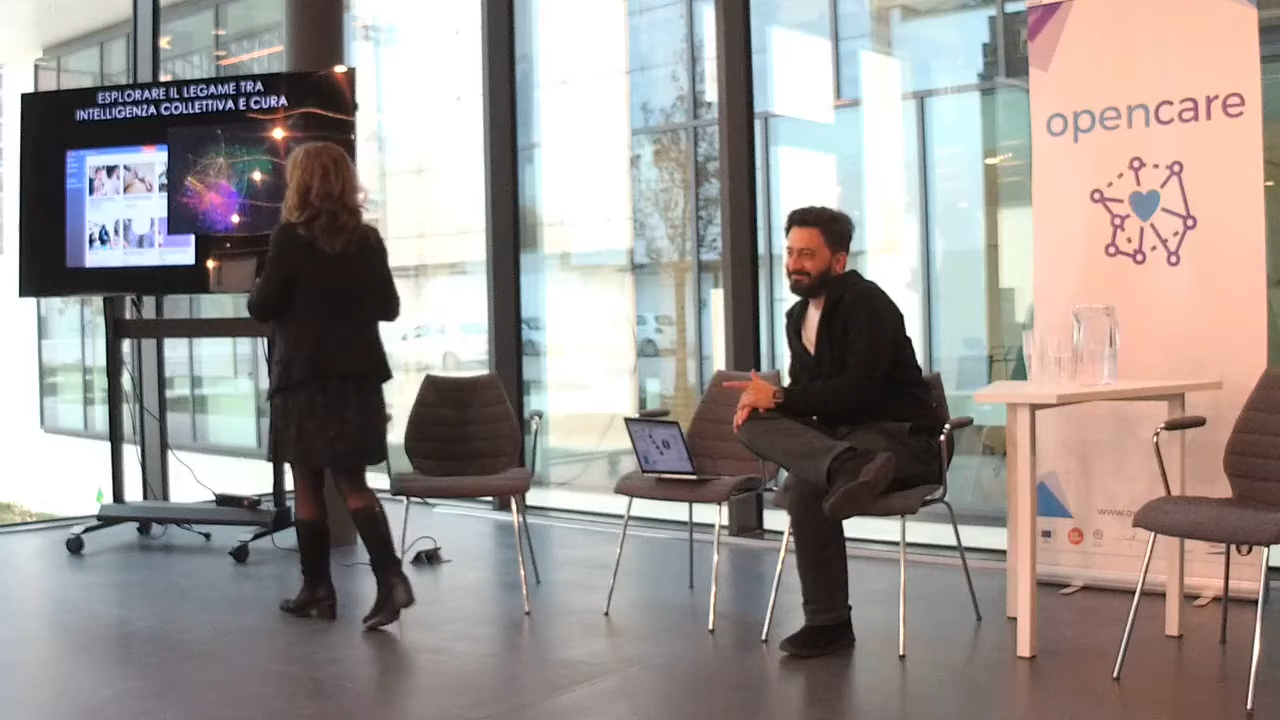 ESPLORARE IL LEGAME TRA
INTELLIGENZA COLLETTIVA E CURA
opencare